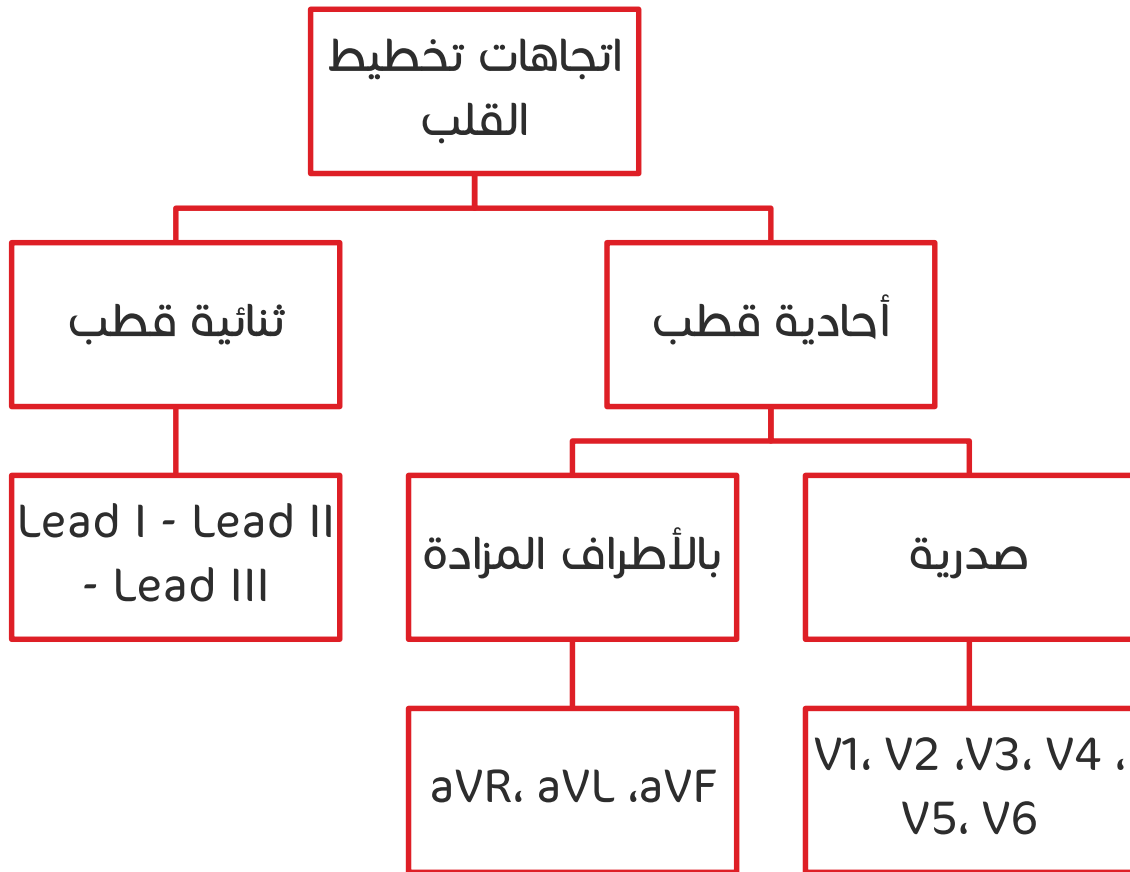 اتجاهات تخطيط
القلب
أحادية قطب
ثنائية قطب
صدرية
بالأطراف المزادة
Lead I - Lead II
- Lead III
V1، V2 ،V3، V4 ،
V5، V6
aVR، aVL ،aVF